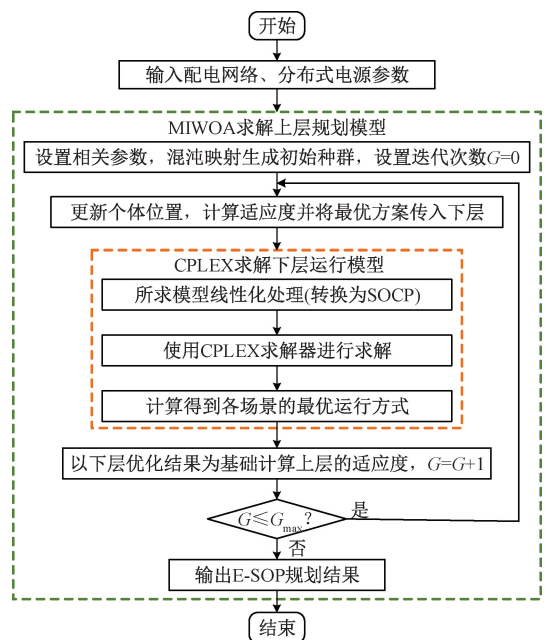 开始
输入配电网络、分布式电源参数
MIWOA求解上层规划模型
设置相关参数，混沌映射生成初始种群，设置迭代次数G=0
更新个体位置，计算适应度并将最优方案传入下层
CPLEX求解下层运行模型
所求模型线性化处理(转换为SOCP)
使用CPLEX求解器进行求解
计算得到各场景的最优运行方式
以下层优化结果为基础计算上层的适应度，G=G+1
G≤Gmax?
是
否
输出E-SOP规划结果
结束